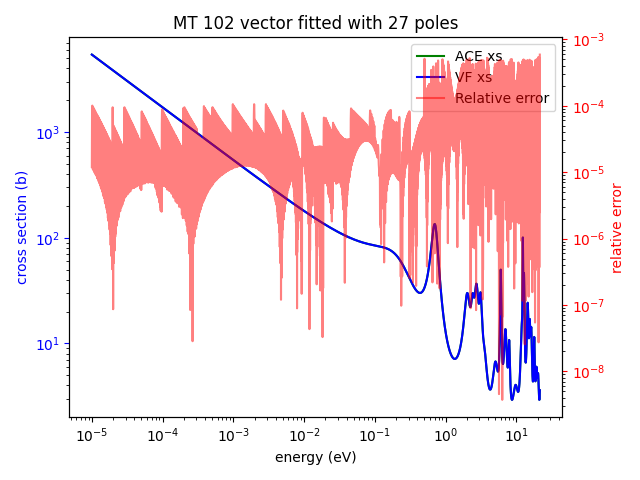 MT 102 vector fitted with 27 poles
ACE xs
VF xs
Relative error
cross section (b)
10³
10²
10¹
10⁻³
10⁻⁴
10⁻⁵
10⁻⁶
10⁻⁷
10⁻⁸
relative error
10⁻⁵ 10⁻⁴ 10⁻³ 10⁻² 10⁻¹ 10⁰ 10¹
energy (eV)